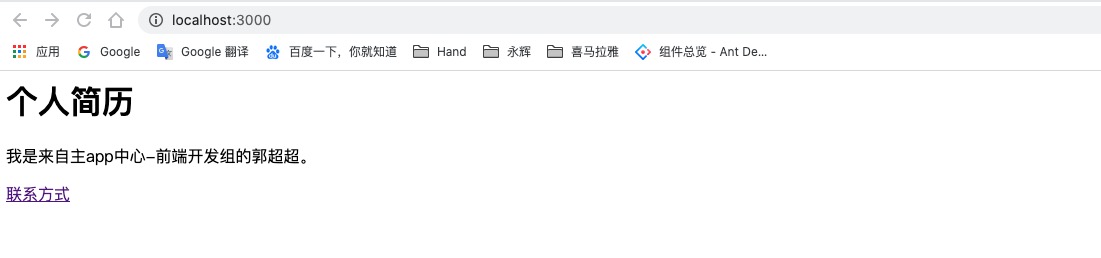 localhost:3000
应用 Google Google 翻译 百度一下，你就知道 Hand 永辉 喜马拉雅 组件总览 - Ant De...
个人简历
我是来自主app中心–前端开发组的郭超超。
联系方式